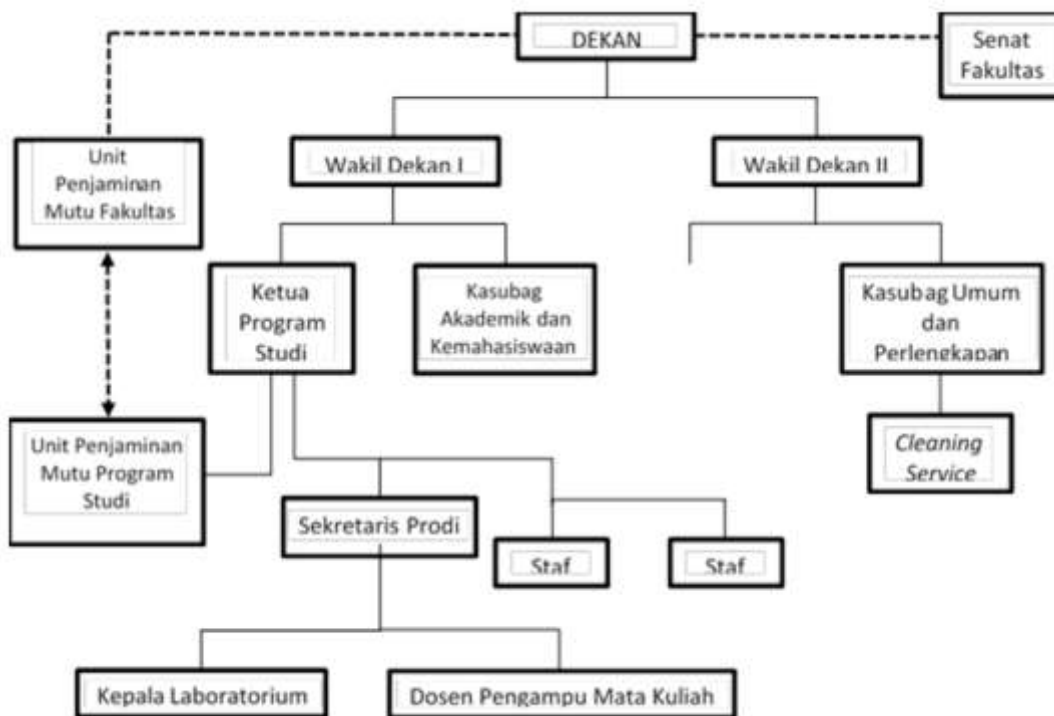 DEKAN
Senat
Fakultas
Unit
Penjaminan
Mutu Fakultas
Wakil Dekan I
Wakil Dekan II
Ketua
Program
Studi
Kasubag
Akademik dan
Kemahasiswaan
Kasubag Umum
dan
Perlengkapan
Unit Penjaminan
Mutu Program
Studi
Cleaning
Service
Sekretaris Prodi
Staf
Staf
Kepala Laboratorium
Dosen Pengampu Mata Kuliah